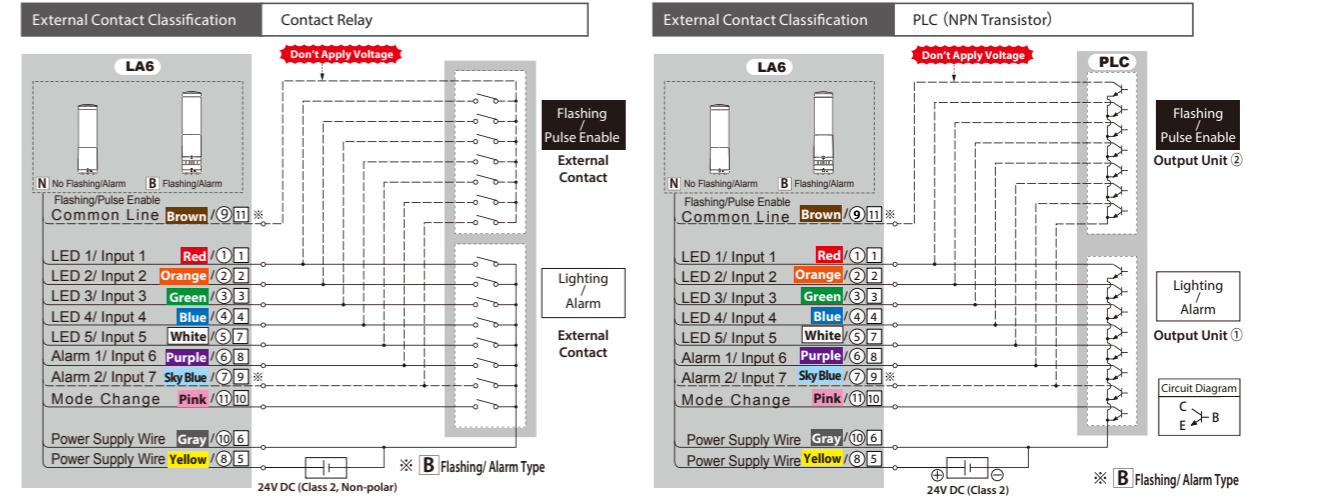 External Contact Classification Contact Relay
Don't Apply Voltage
LA6
N No Flashing/Alarm B Flashing/Alarm
Flashing/Pulse Enable
Common Line Brown /⑨ 11 ※
LED 1/ Input 1 Red /① 1
LED 2/ Input 2 Orange /② 2
LED 3/ Input 3 Green /③ 3
LED 4/ Input 4 Blue /④ 4
LED 5/ Input 5 White /⑤ 7
Alarm 1/ Input 6 Purple /⑥ 8
Alarm 2/ Input 7 Sky Blue /⑦ 9 ※
Mode Change Pink /⑪ 10
Power Supply Wire Gray /⑩ 6
Power Supply Wire Yellow /⑧ 5
24V DC (Class 2, Non-polar)
※ B Flashing/ Alarm Type
Flashing
/
Pulse Enable
External
Contact
Lighting
/
Alarm
External
Contact
External Contact Classification PLC (NPN Transistor)
Don't Apply Voltage
LA6
PLC
N No Flashing/Alarm B Flashing/Alarm
Flashing/Pulse Enable
Common Line Brown /⑨ 11 ※
LED 1/ Input 1 Red /① 1
LED 2/ Input 2 Orange /② 2
LED 3/ Input 3 Green /③ 3
LED 4/ Input 4 Blue /④ 4
LED 5/ Input 5 White /⑤ 7
Alarm 1/ Input 6 Purple /⑥ 8
Alarm 2/ Input 7 Sky Blue /⑦ 9 ※
Mode Change Pink /⑪ 10
Power Supply Wire Gray /⑩ 6
Power Supply Wire Yellow /⑧ 5
⊕ ⊖
24V DC (Class 2)
※ B Flashing/ Alarm Type
Flashing
/
Pulse Enable
Output Unit ②
Lighting
/
Alarm
Output Unit ①
Circuit Diagram
C
B
E